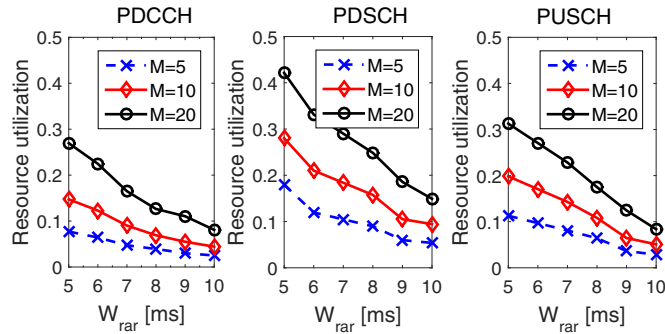 PDCCH
Resource utilization
0.5
0.4
0.3
0.2
0.1
0
5 6 7 8 9 10
W_rar [ms]
M=5
M=10
M=20
PDSCH
Resource utilization
0.5
0.4
0.3
0.2
0.1
0
5 6 7 8 9 10
W_rar [ms]
M=5
M=10
M=20
PUSCH
Resource utilization
0.5
0.4
0.3
0.2
0.1
0
5 6 7 8 9 10
W_rar [ms]
M=5
M=10
M=20